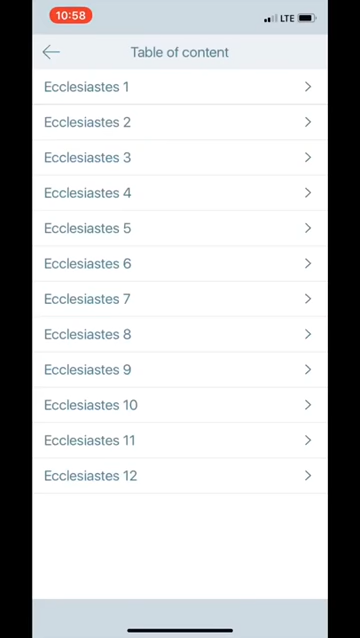 10:58
LTE
Table of content
Ecclesiastes 1
Ecclesiastes 2
Ecclesiastes 3
Ecclesiastes 4
Ecclesiastes 5
Ecclesiastes 6
Ecclesiastes 7
Ecclesiastes 8
Ecclesiastes 9
Ecclesiastes 10
Ecclesiastes 11
Ecclesiastes 12